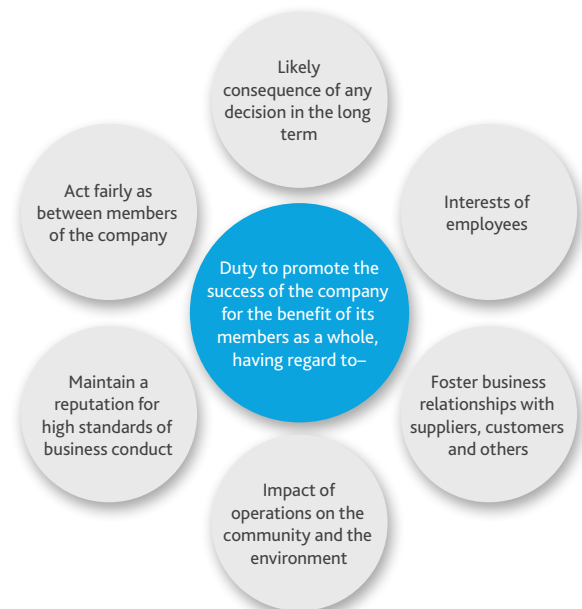 Likely
consequence of any
decision in the long
term
Act fairly as
between members
of the company
Interests of
employees
Duty to promote the
success of the company
for the benefit of its
members as a whole,
having regard to–
Maintain a
reputation for
high standards of
business conduct
Foster business
relationships with
suppliers, customers
and others
Impact of
operations on the
community and the
environment